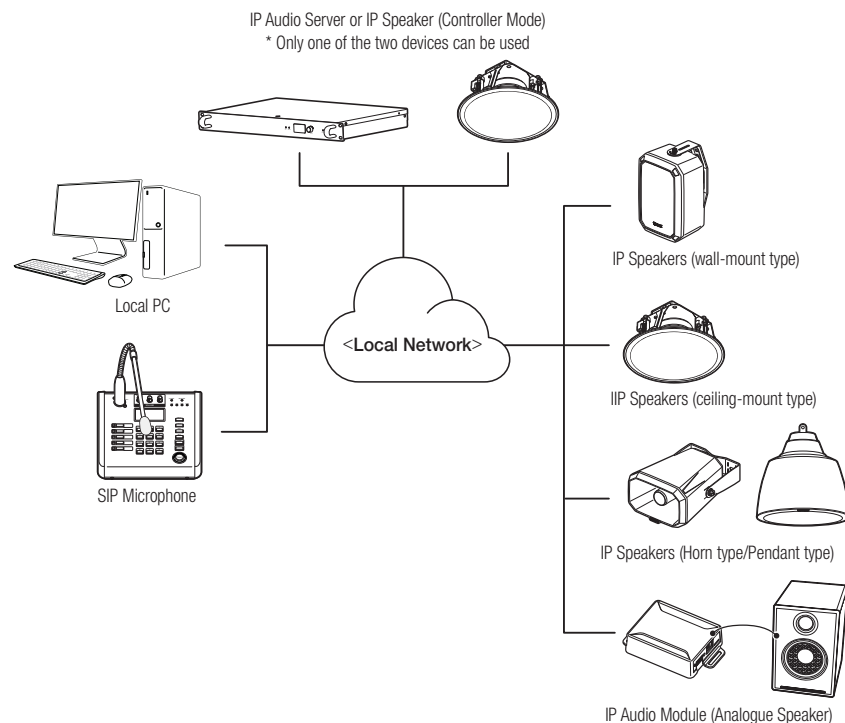 IP Audio Server or IP Speaker (Controller Mode)
* Only one of the two devices can be used
IP Speakers (wall-mount type)
Local PC
<Local Network>
IIP Speakers (ceiling-mount type)
SIP Microphone
IP Speakers (Horn type/Pendant type)
IP Audio Module (Analogue Speaker)